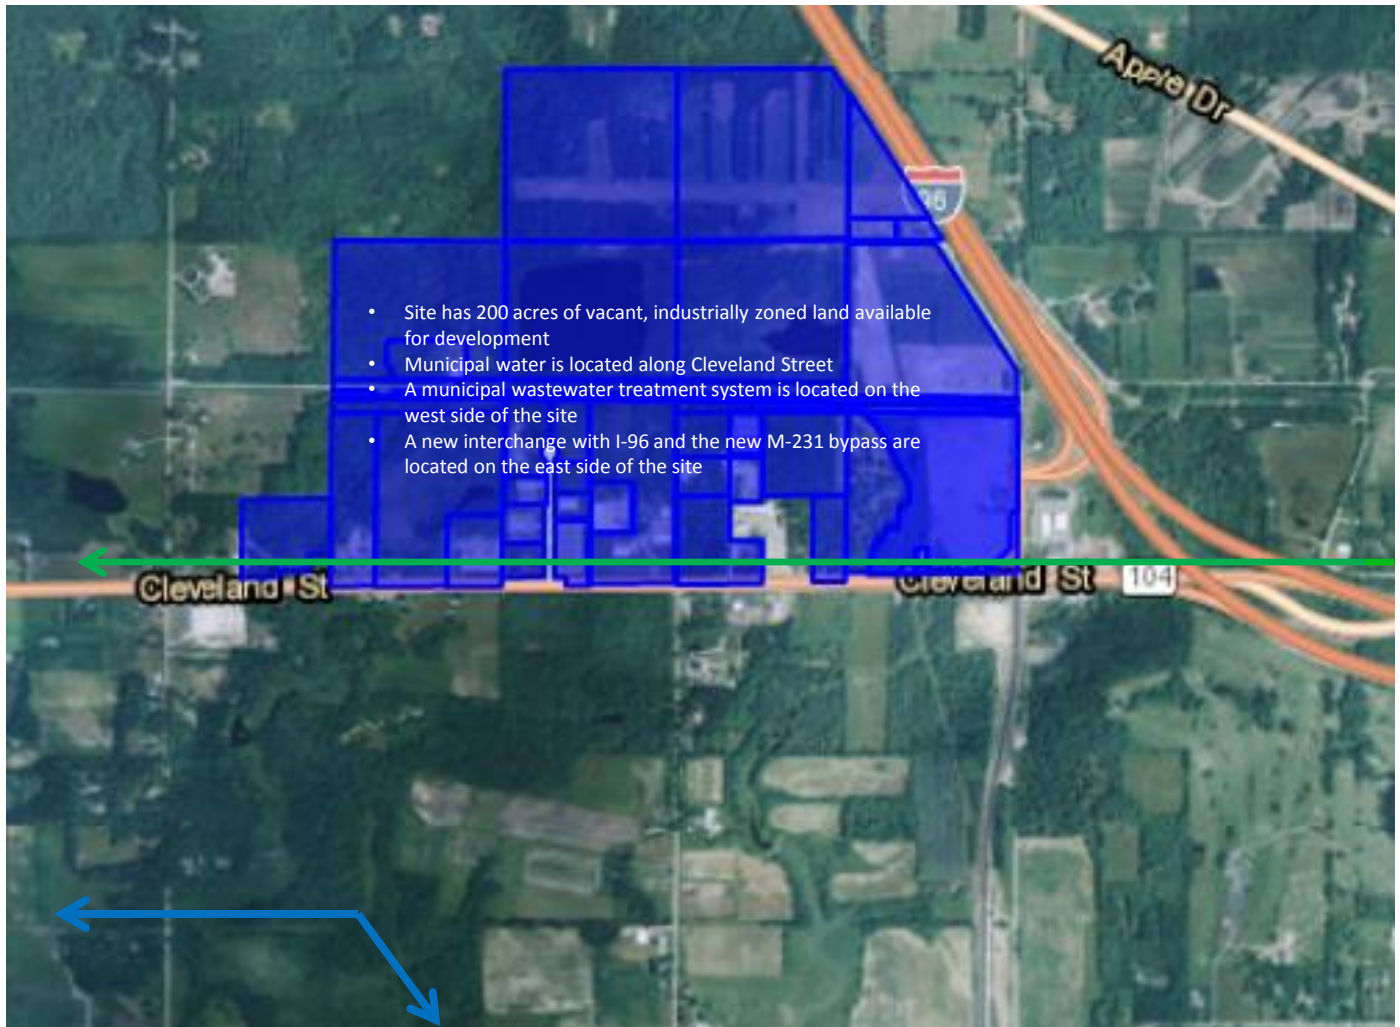 Apple Dr
96
• Site has 200 acres of vacant, industrially zoned land available
for development
• Municipal water is located along Cleveland Street
• A municipal wastewater treatment system is located on the
west side of the site
• A new interchange with I-96 and the new M-231 bypass are
located on the east side of the site
Cleveland St
Cleveland St
104